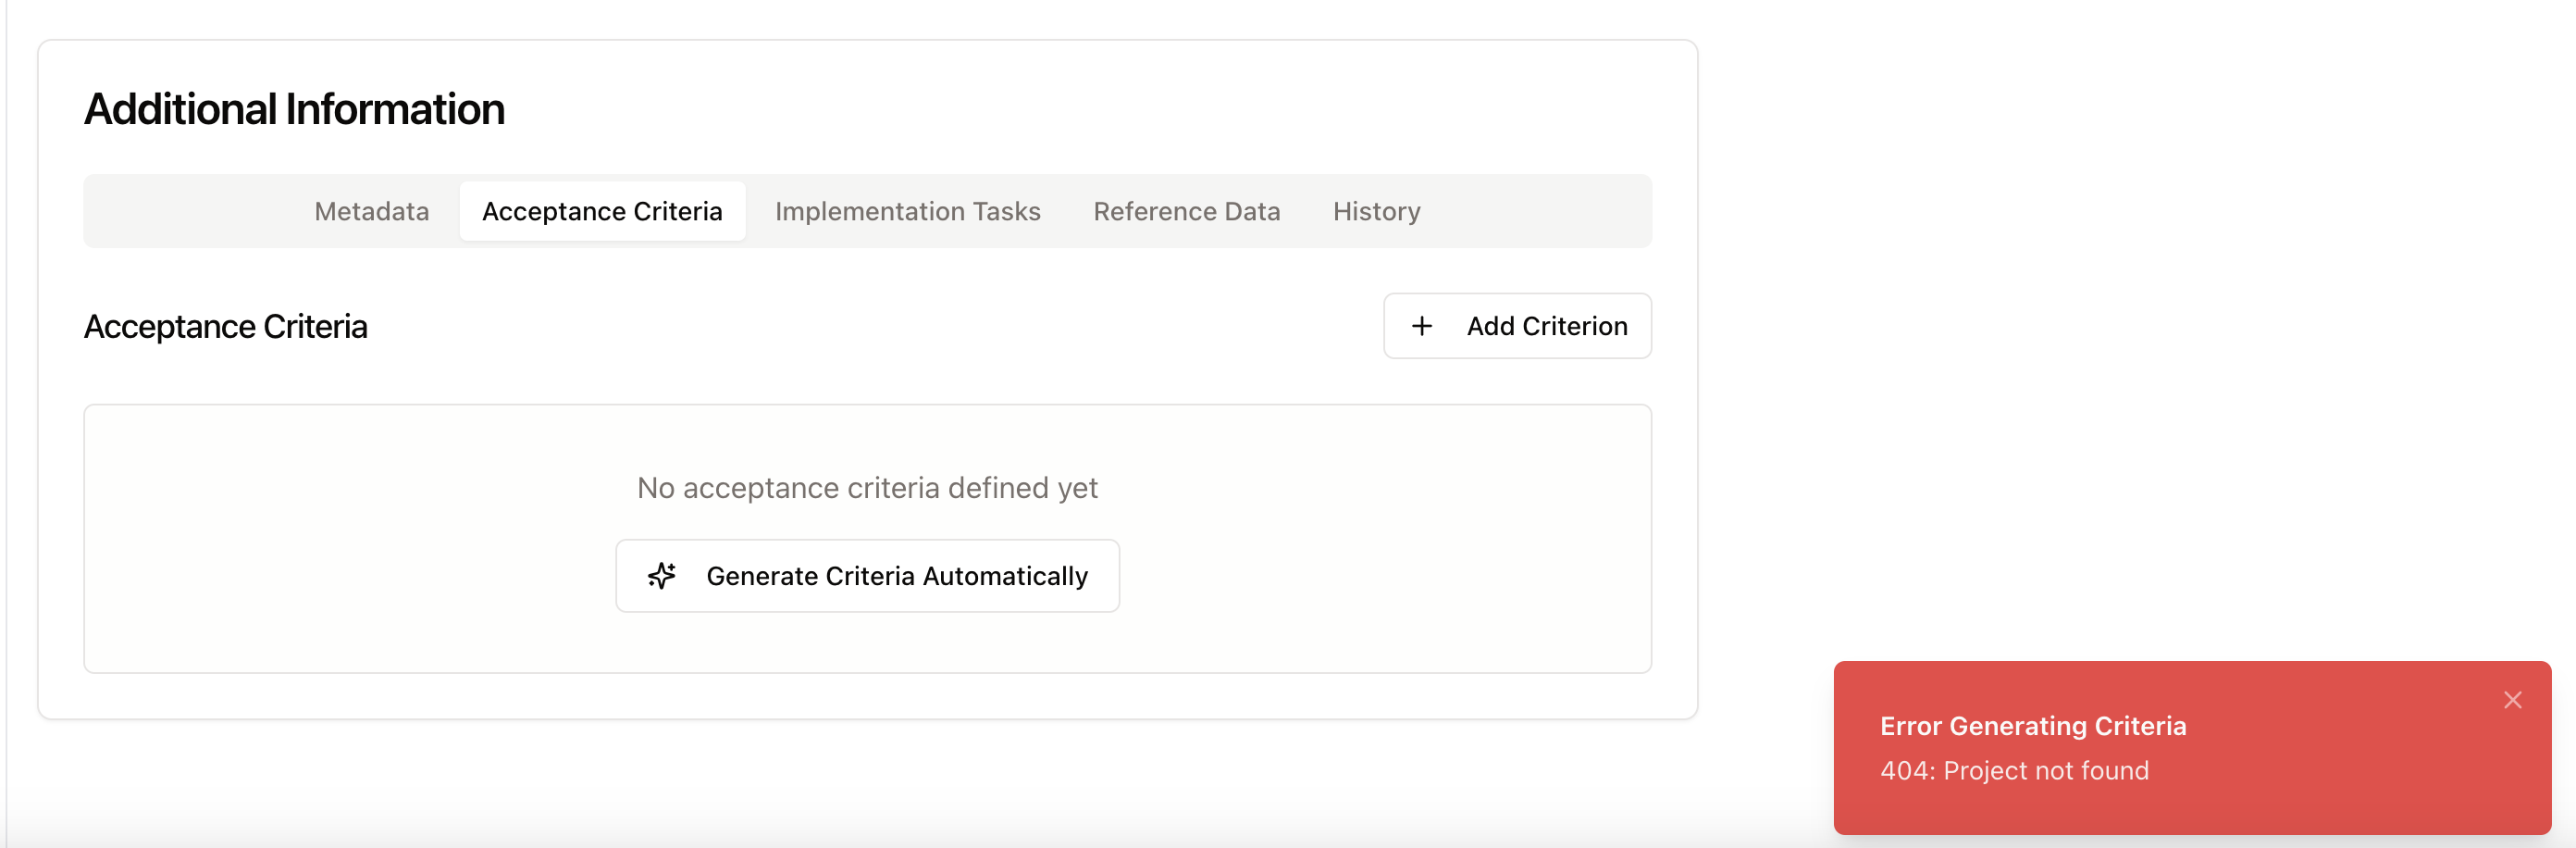 Additional Information
Metadata Acceptance Criteria Implementation Tasks Reference Data History
Acceptance Criteria
+ Add Criterion
No acceptance criteria defined yet
Generate Criteria Automatically
Error Generating Criteria
404: Project not found